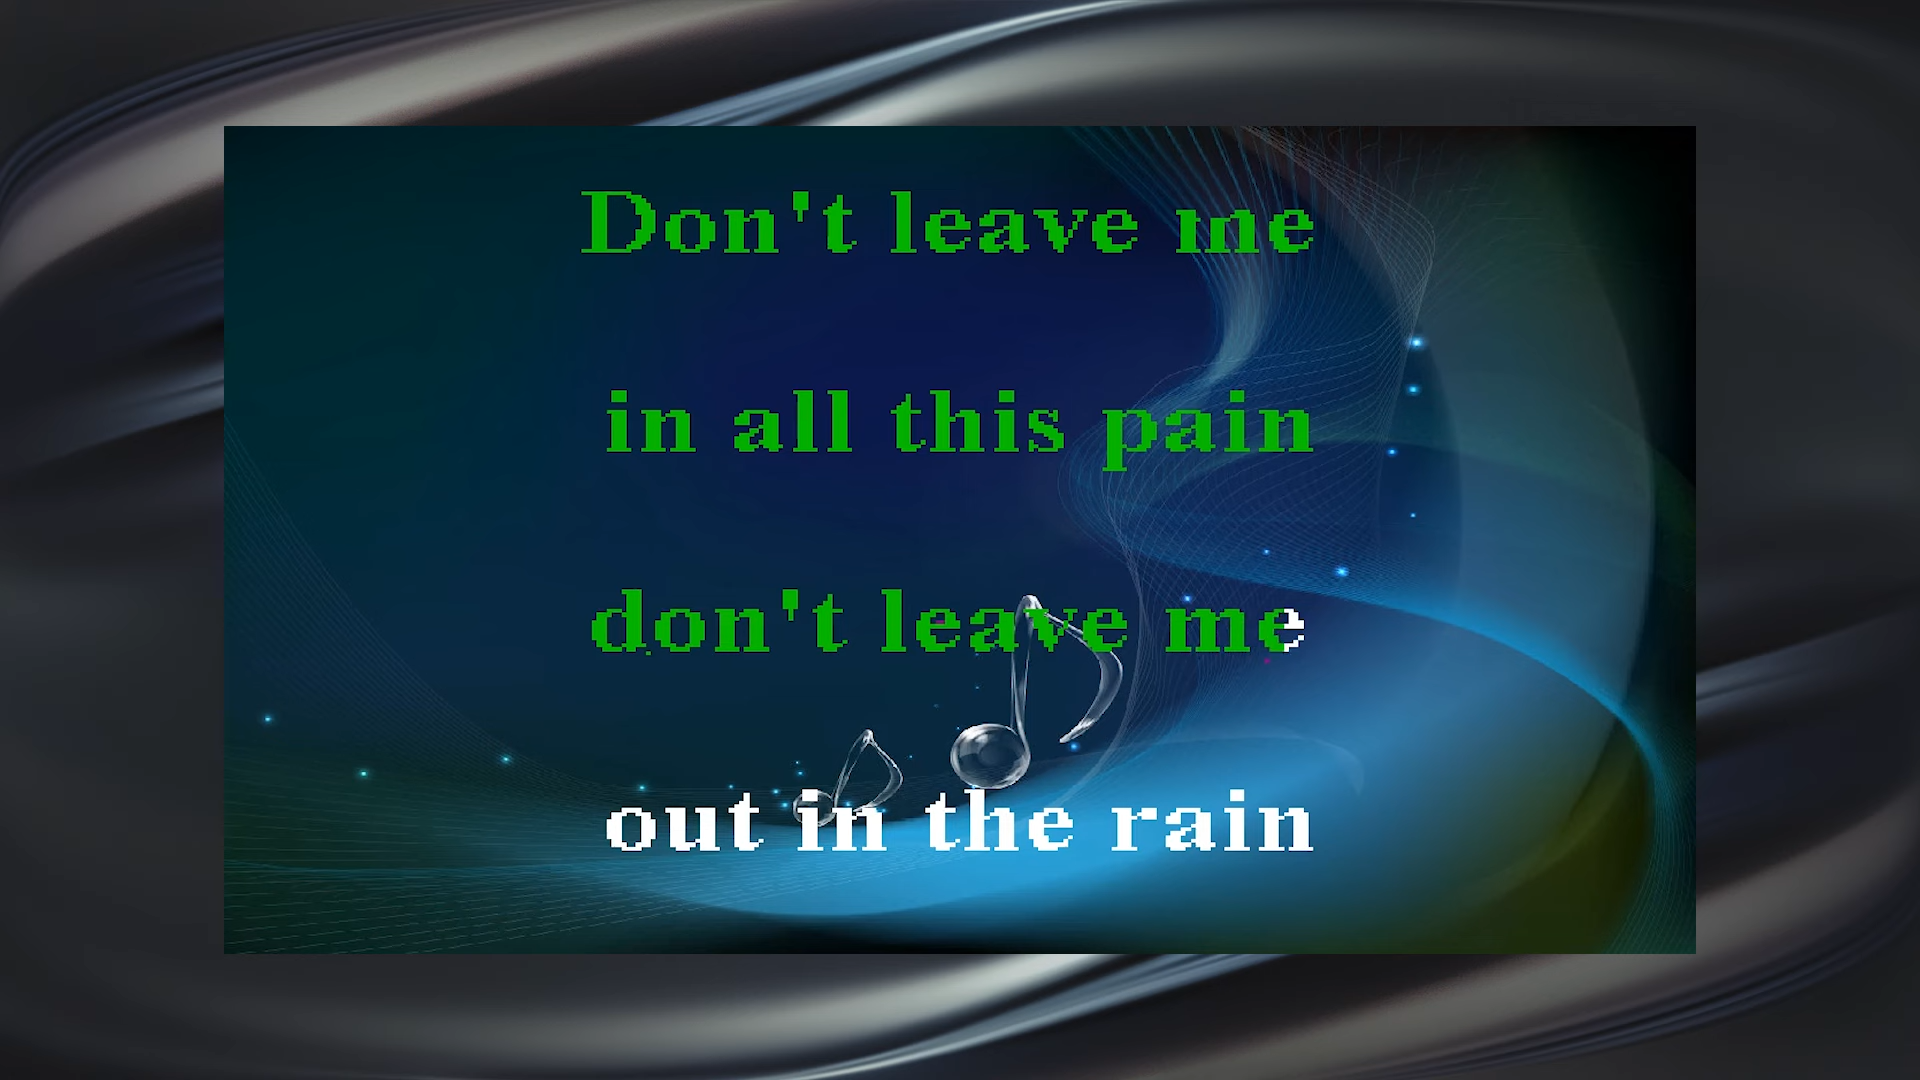 Don't leave me
in all this pain
don't leave me
out in the rain